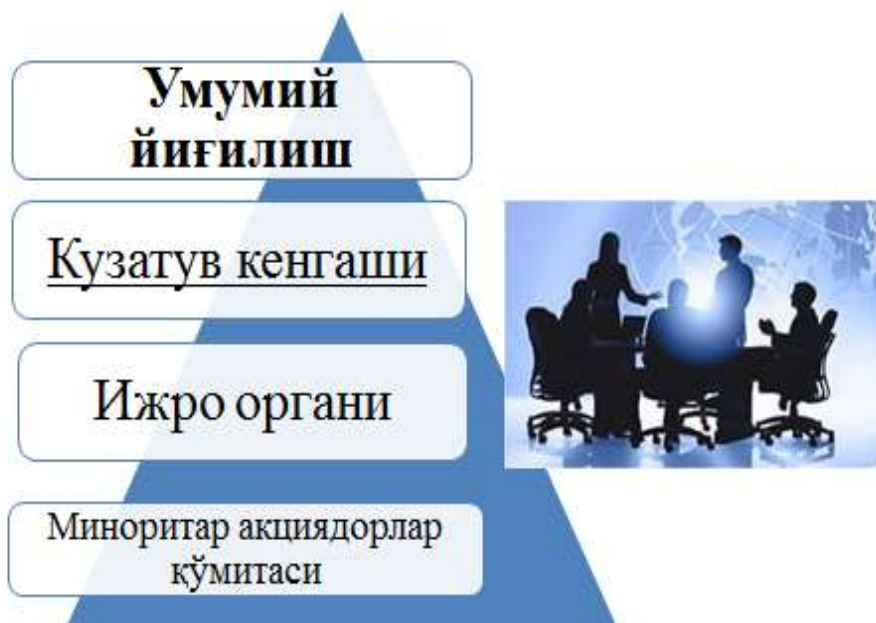 Умумий
йиғилиш
Кузатув кенгаши
Ижро органи
Миноритар акциядорлар
қўмитаси